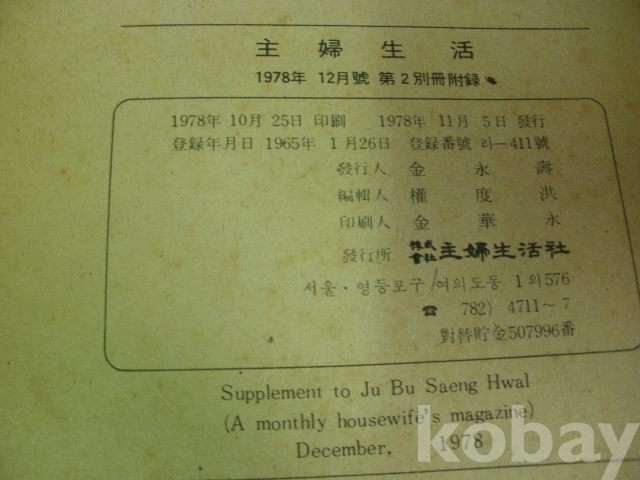 主婦生活
1978年 12月號 第2別冊附録
1978年 10月 25日 印刷 1978年 11月 5日 發行
登録年月日 1965年 1月26日 登録番號 라-411號
發行人 金永壽
編輯人 權度洪
印刷人 金華永
發行所 株式會社 主婦生活社
서울·영등포구 여의도동 1의576
☎ 782) 4711~7
對替貯金507996番
Supplement to Ju Bu Saeng Hwal
(A monthly housewife's magazine)
December, 1978
kobay